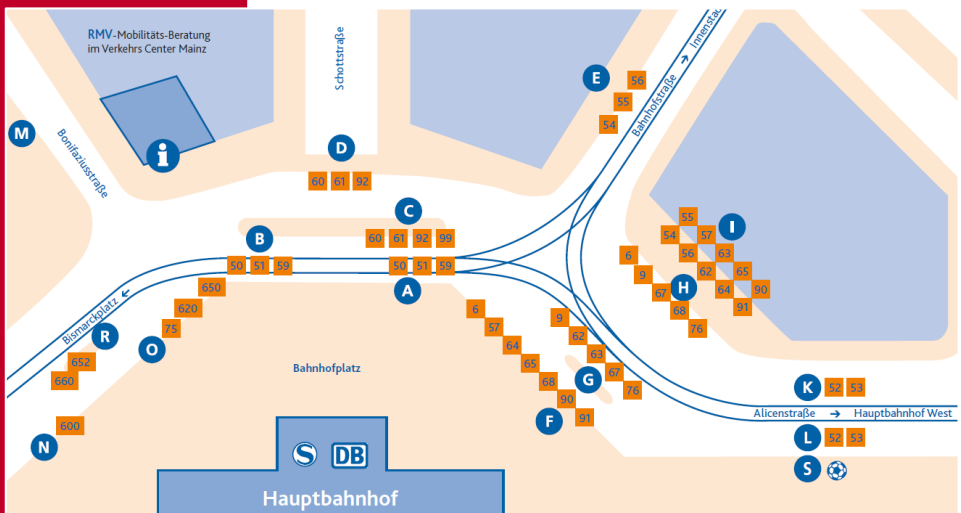 RMV-Mobilitäts-Beratung
im Verkehrs Center Mainz
Schottstraße
Bahnhofstraße → Innenstadt
M
Bonifaziusstraße
i
E
56
55
54
D
60 61 92
C
60 61 92 99
B
50 51 59
A
50 51 59
I
55
54 57
56 63
62 65
64 90
91
H
6
9
67
68
76
Bismarckplatz ←
650
620
75
O
R
652
660
600
N
Bahnhofplatz
6
57
64
65
68
90
91
F
9
62
63
67
76
G
K 52 53
Alicenstraße → Hauptbahnhof West
L 52 53
S
S DB
Hauptbahnhof